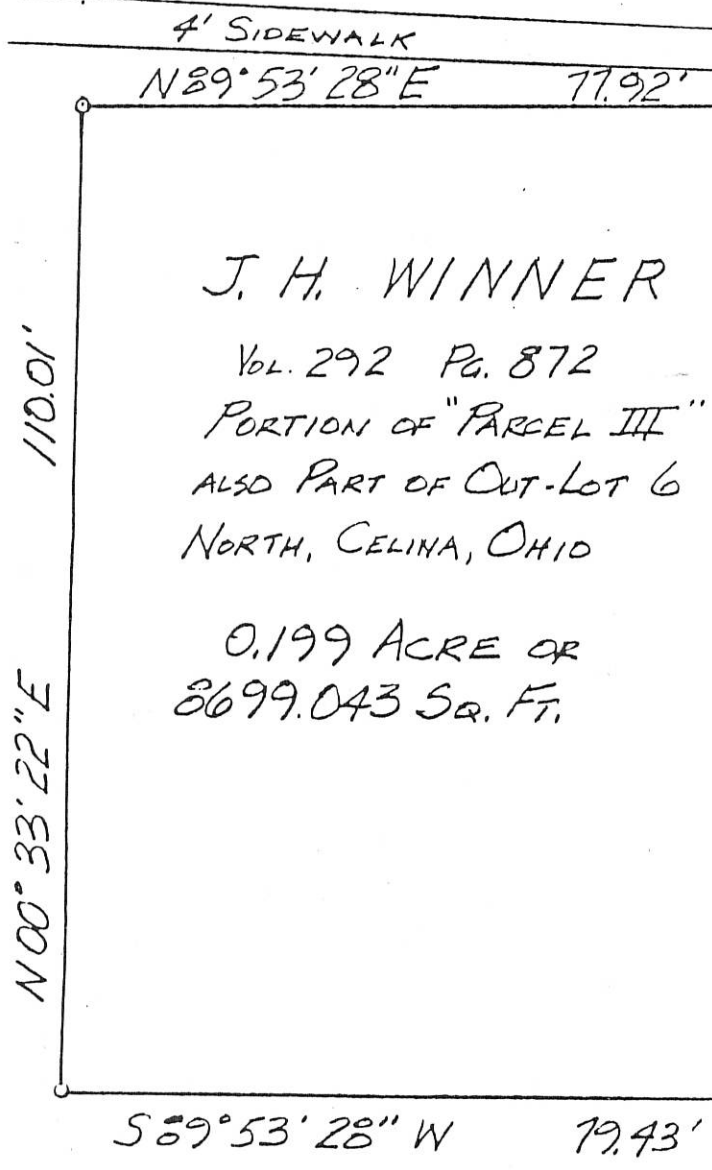 4' SIDEWALK
N89°53'28"E 77.92'
J. H. WINNER
VOL. 292 PG. 872
PORTION OF "PARCEL III"
ALSO PART OF OUT-LOT 6
NORTH, CELINA, OHIO
0.199 ACRE OR
8699.043 SQ. FT.
N00°33'22"E 110.01'
S89°53'28"W 79.43'